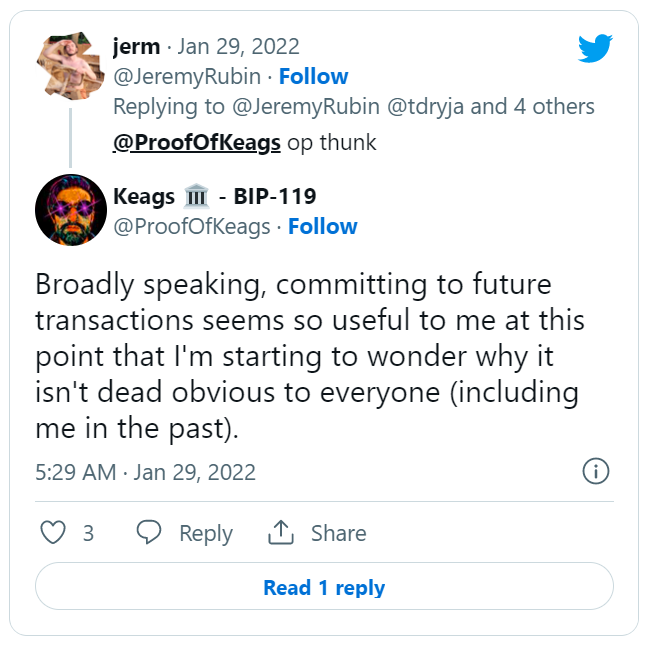 jerm · Jan 29, 2022
@JeremyRubin · Follow
Replying to @JeremyRubin @tdryja and 4 others
@ProofOfKeags op thunk
Keags 🏛️ - BIP-119
@ProofOfKeags · Follow
Broadly speaking, committing to future
transactions seems so useful to me at this
point that I'm starting to wonder why it
isn't dead obvious to everyone (including
me in the past).
5:29 AM · Jan 29, 2022
3 Reply Share
Read 1 reply